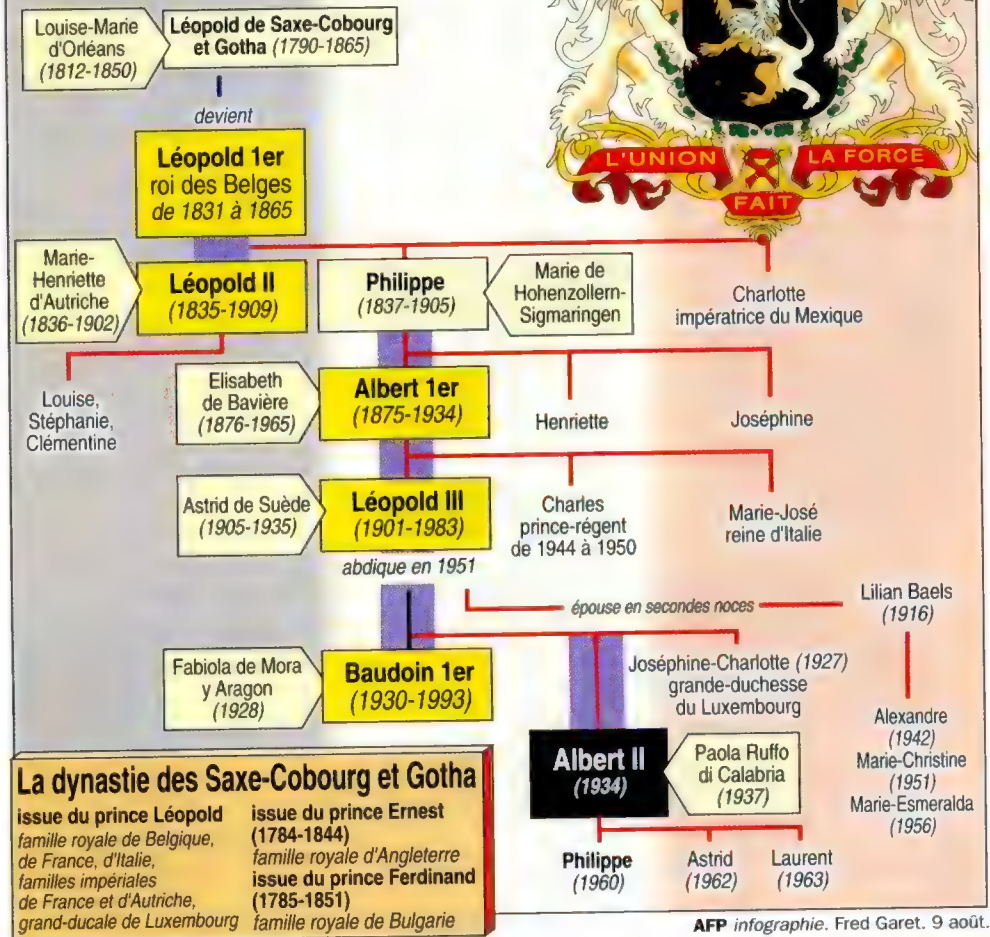 Louise-Marie
d'Orléans
(1812-1850)
Léopold de Saxe-Cobourg
et Gotha (1790-1865)
devient
Léopold 1er
roi des Belges
de 1831 à 1865
L'UNION
FAIT
LA FORCE
Marie-
Henriette
d'Autriche
(1836-1902)
Léopold II
(1835-1909)
Philippe
(1837-1905)
Marie de
Hohenzollern-
Sigmaringen
Charlotte
impératrice du Mexique
Louise,
Stéphanie,
Clémentine
Elisabeth
de Bavière
(1876-1965)
Albert 1er
(1875-1934)
Henriette
Joséphine
Astrid de Suède
(1905-1935)
Léopold III
(1901-1983)
Charles
prince-régent
de 1944 à 1950
Marie-José
reine d'Italie
abdique en 1951
épouse en secondes noces
Lilian Baels
(1916)
Fabiola de Mora
y Aragon
(1928)
Baudoin 1er
(1930-1993)
Joséphine-Charlotte (1927)
grande-duchesse
du Luxembourg
Alexandre
(1942)
Marie-Christine
(1951)
Marie-Esmeralda
(1956)
Albert II
(1934)
Paola Ruffo
di Calabria
(1937)
Philippe
(1960)
Astrid
(1962)
Laurent
(1963)
La dynastie des Saxe-Cobourg et Gotha
issue du prince Léopold
famille royale de Belgique,
de France, d'Italie,
familles impériales
de France et d'Autriche,
grand-ducale de Luxembourg
issue du prince Ernest
(1784-1844)
famille royale d'Angleterre
issue du prince Ferdinand
(1785-1851)
famille royale de Bulgarie
AFP infographie. Fred Garet. 9 août.